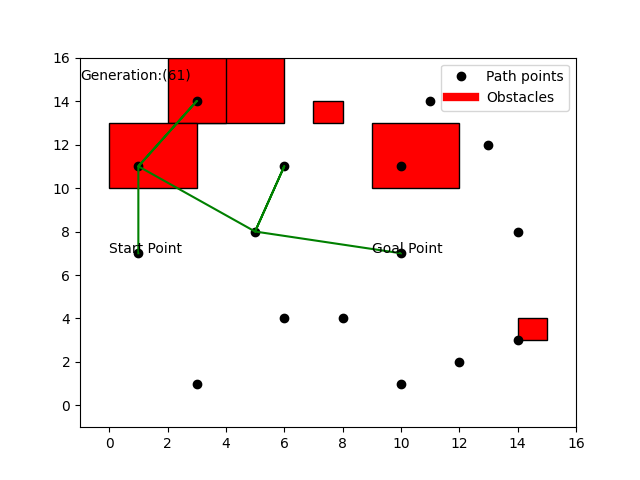 16
Generation:(61)
Path points
Obstacles
14
12
10
8
Start Point
Goal Point
6
4
2
0
0 2 4 6 8 10 12 14 16